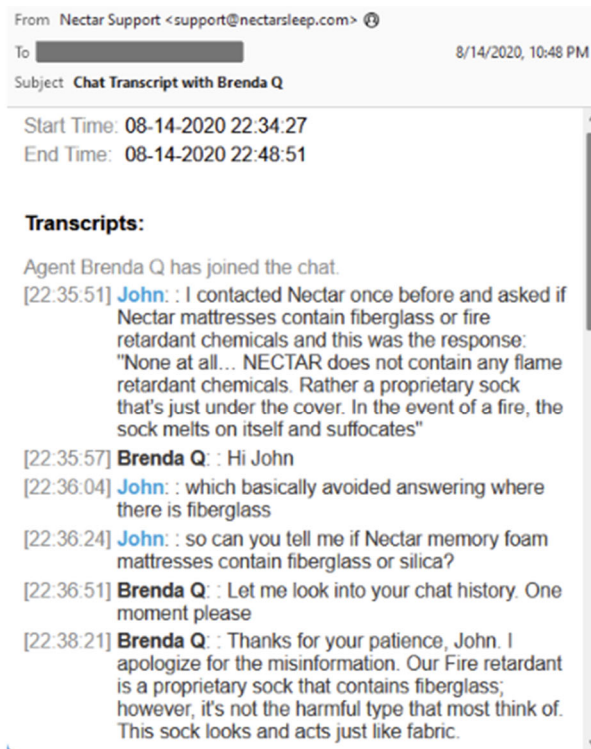 From Nectar Support <support@nectarsleep.com>
To
8/14/2020, 10:48 PM
Subject Chat Transcript with Brenda Q
Start Time: 08-14-2020 22:34:27
End Time: 08-14-2020 22:48:51
Transcripts:
Agent Brenda Q has joined the chat.
[22:35:51] John: : I contacted Nectar once before and asked if
Nectar mattresses contain fiberglass or fire
retardant chemicals and this was the response:
"None at all... NECTAR does not contain any flame
retardant chemicals. Rather a proprietary sock
that's just under the cover. In the event of a fire, the
sock melts on itself and suffocates"
[22:35:57] Brenda Q: : Hi John
[22:36:04] John: : which basically avoided answering where
there is fiberglass
[22:36:24] John: : so can you tell me if Nectar memory foam
mattresses contain fiberglass or silica?
[22:36:51] Brenda Q: : Let me look into your chat history. One
moment please
[22:38:21] Brenda Q: : Thanks for your patience, John. I
apologize for the misinformation. Our Fire retardant
is a proprietary sock that contains fiberglass;
however, it's not the harmful type that most think of.
This sock looks and acts just like fabric.